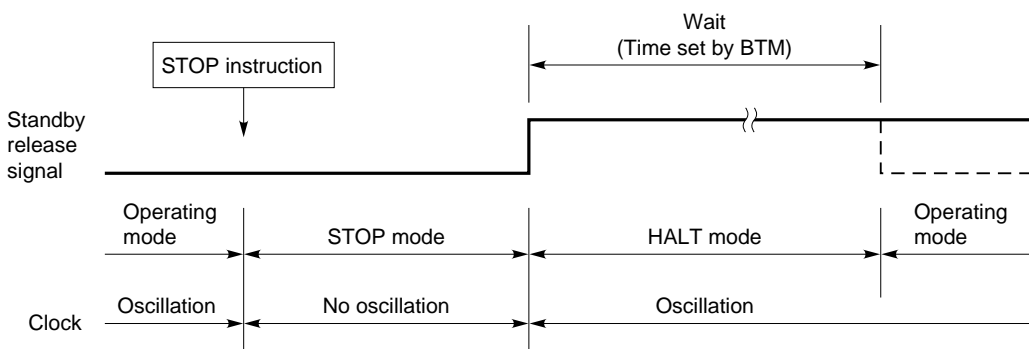 Wait
(Time set by BTM)
STOP instruction
Standby
release
signal
Operating
mode
STOP mode
HALT mode
Operating
mode
Clock
Oscillation
No oscillation
Oscillation